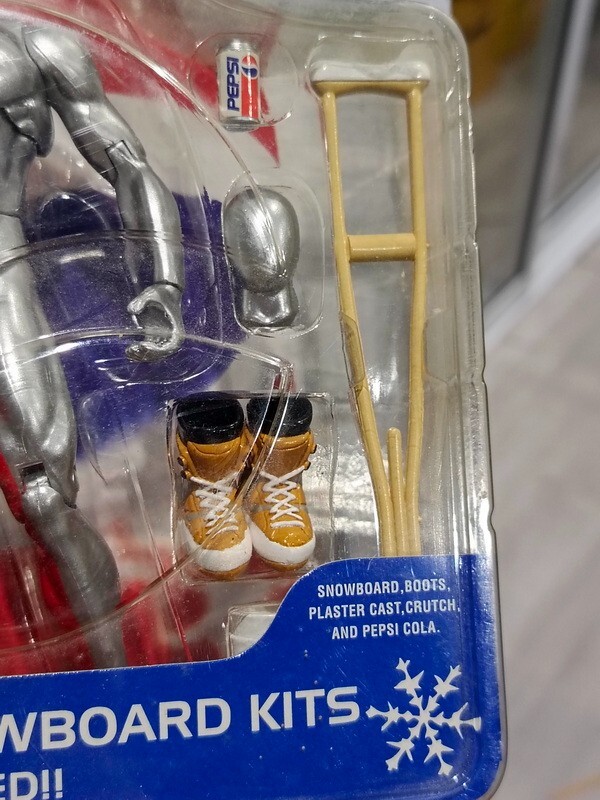 PEPSI
SNOWBOARD,BOOTS,
PLASTER CAST,CRUTCH,
AND PEPSI COLA.
WBOARD KITS
ED!!